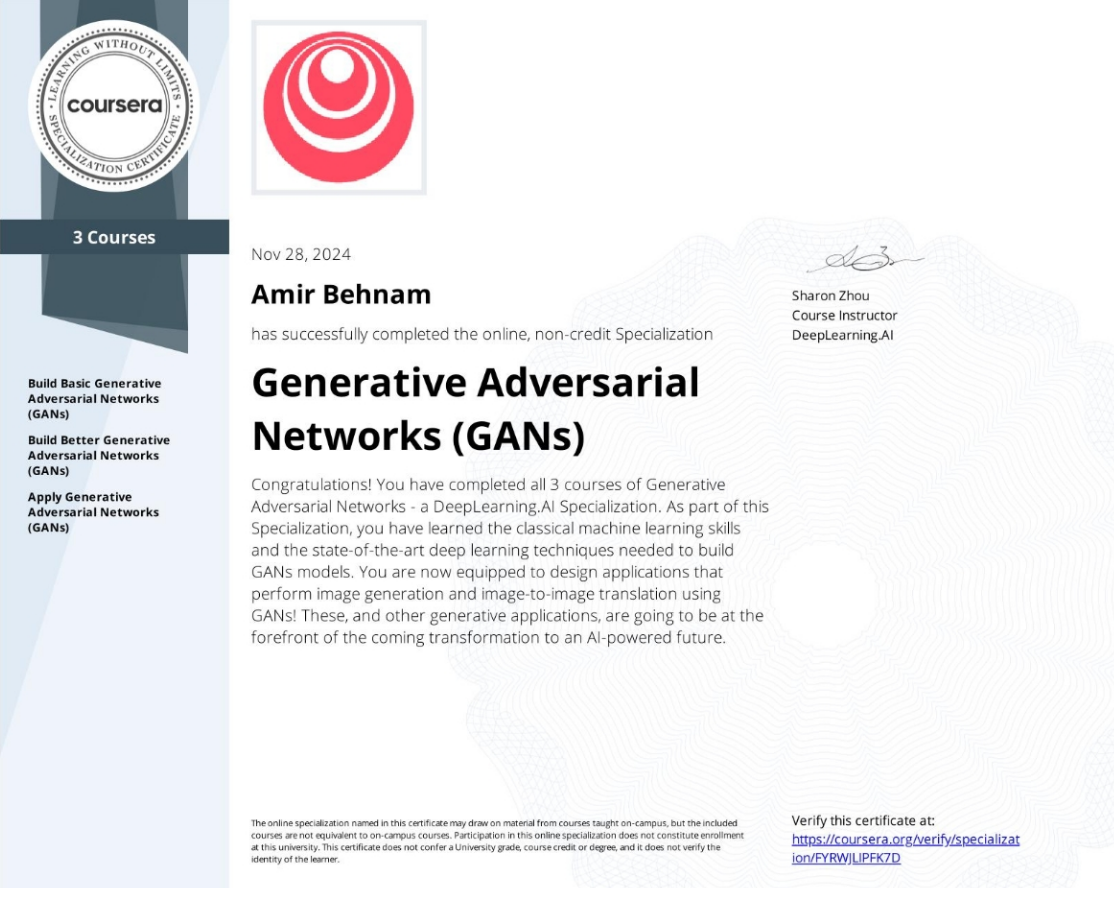 LEARNING WITHOUT LIMITS
coursera
SPECIALIZATION CERTIFICATE
3 Courses
Build Basic Generative
Adversarial Networks
(GANs)
Build Better Generative
Adversarial Networks
(GANs)
Apply Generative
Adversarial Networks
(GANs)
Nov 28, 2024
Amir Behnam
has successfully completed the online, non-credit Specialization
Generative Adversarial
Networks (GANs)
Congratulations! You have completed all 3 courses of Generative
Adversarial Networks - a DeepLearning.AI Specialization. As part of this
Specialization, you have learned the classical machine learning skills
and the state-of-the-art deep learning techniques needed to build
GANs models. You are now equipped to design applications that
perform image generation and image-to-image translation using
GANs! These, and other generative applications, are going to be at the
forefront of the coming transformation to an AI-powered future.
Sharon Zhou
Course Instructor
DeepLearning.AI
The online specialization named in this certificate may draw on material from courses taught on-campus, but the included
courses are not equivalent to on-campus courses. Participation in this online specialization does not constitute enrollment
at this university. This certificate does not confer a University grade, course credit or degree, and it does not verify the
identity of the learner.
Verify this certificate at:
https://coursera.org/verify/specializat
ion/FYRWJLIPFK7D